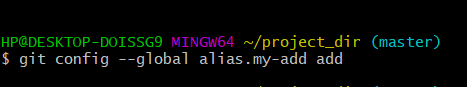 HP@DESKTOP-DOISSG9 MINGW64 ~/project_dir (master)
$ git config --global alias.my-add add